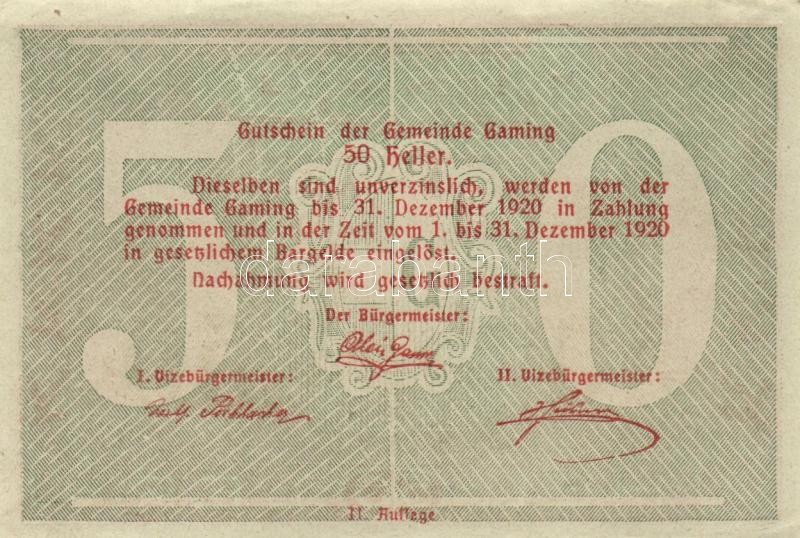 Gutschein der Gemeinde Gaming
50 Heller.
Dieselben sind unverzinslich, werden von der
Gemeinde Gaming bis 31. Dezember 1920 in Zahlung
genommen und in der Zeit vom 1. bis 31. Dezember 1920
in gesetzlichem Bargelde eingelöst.
Nachahmung wird gesetzlich bestraft.
50
darabanth
Der Bürgermeister:
I. Vizebürgermeister:
II. Vizebürgermeister:
II. Auflage